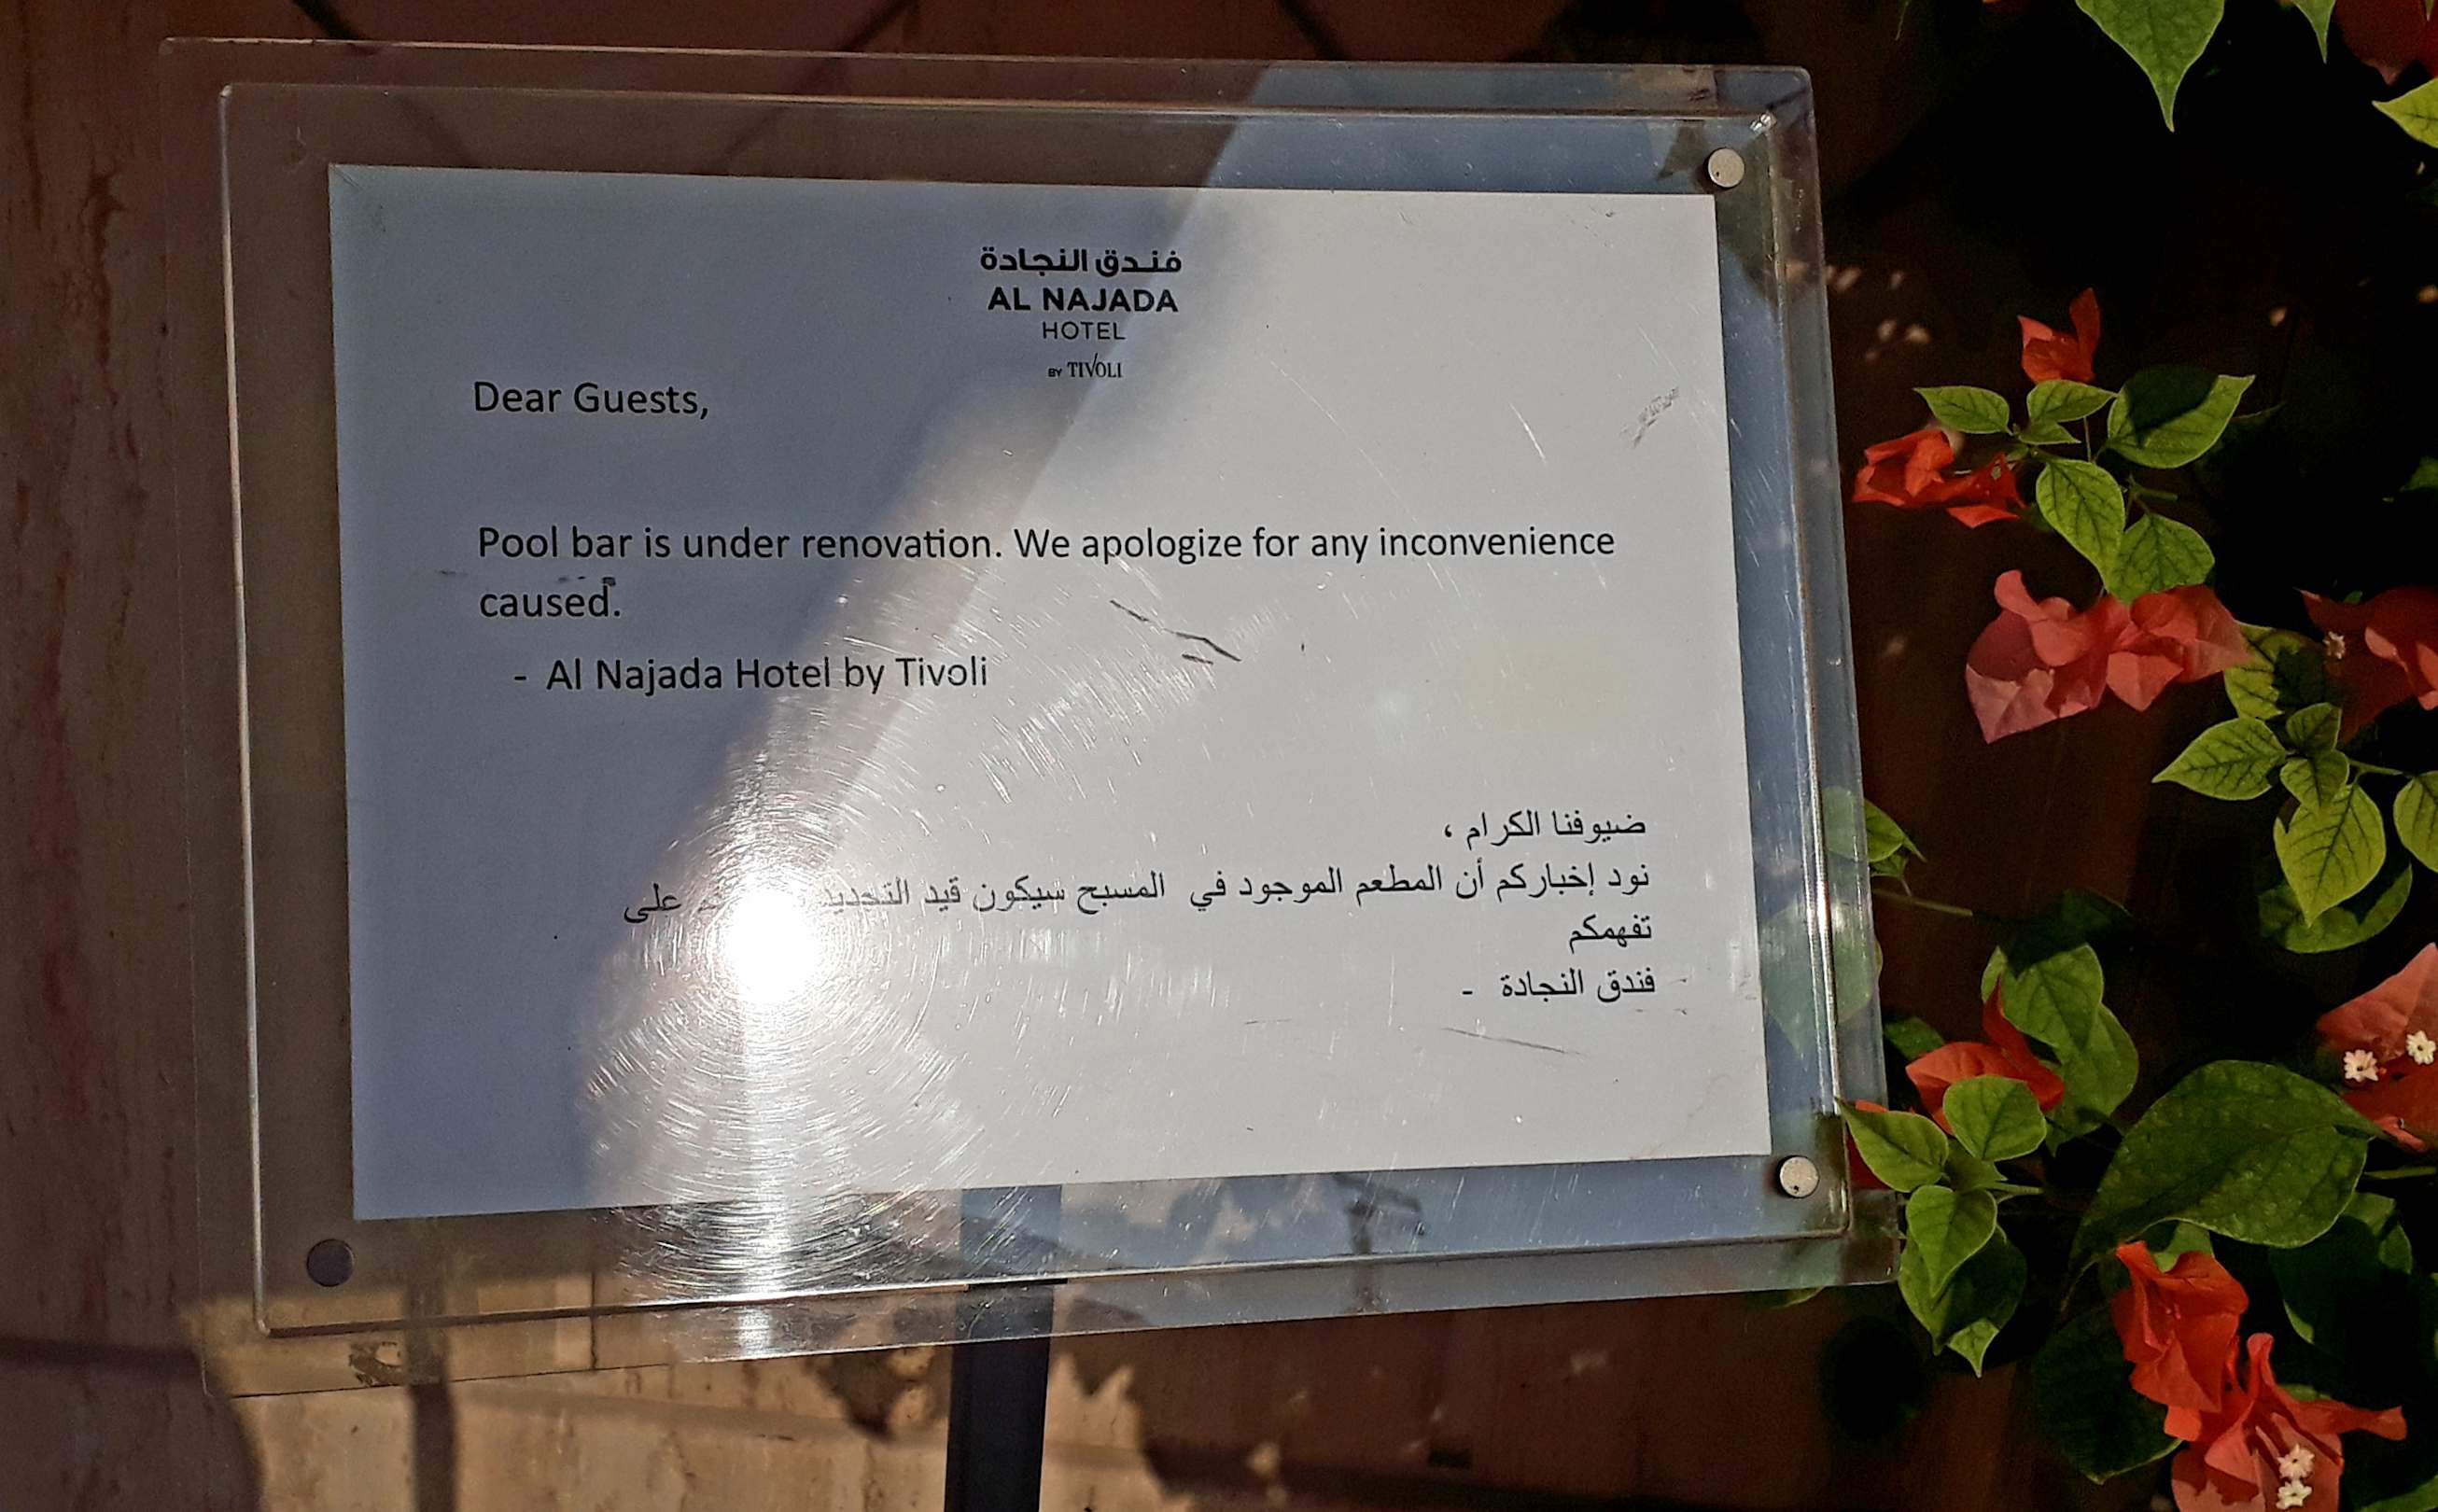 فندق النجادة
AL NAJADA
HOTEL
BY TIVOLI
Dear Guests,
Pool bar is under renovation. We apologize for any inconvenience
caused.
- Al Najada Hotel by Tivoli
ضيوفنا الكرام ،
نود إخباركم أن المطعم الموجود في المسبح سيكون قيد التجديد على
تفهمكم
فندق النجادة -